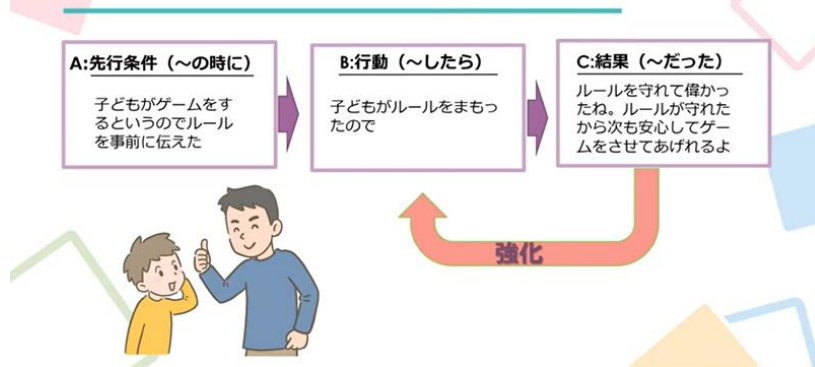 A:先行条件（～の時に）
子どもがゲームをす
るというのでルール
を事前に伝えた
B:行動（～したら）
子どもがルールをまもっ
たので
C:結果（～だった）
ルールを守れて偉かっ
たね。ルールが守れた
から次も安心してゲー
ムをさせてあげれるよ
強化